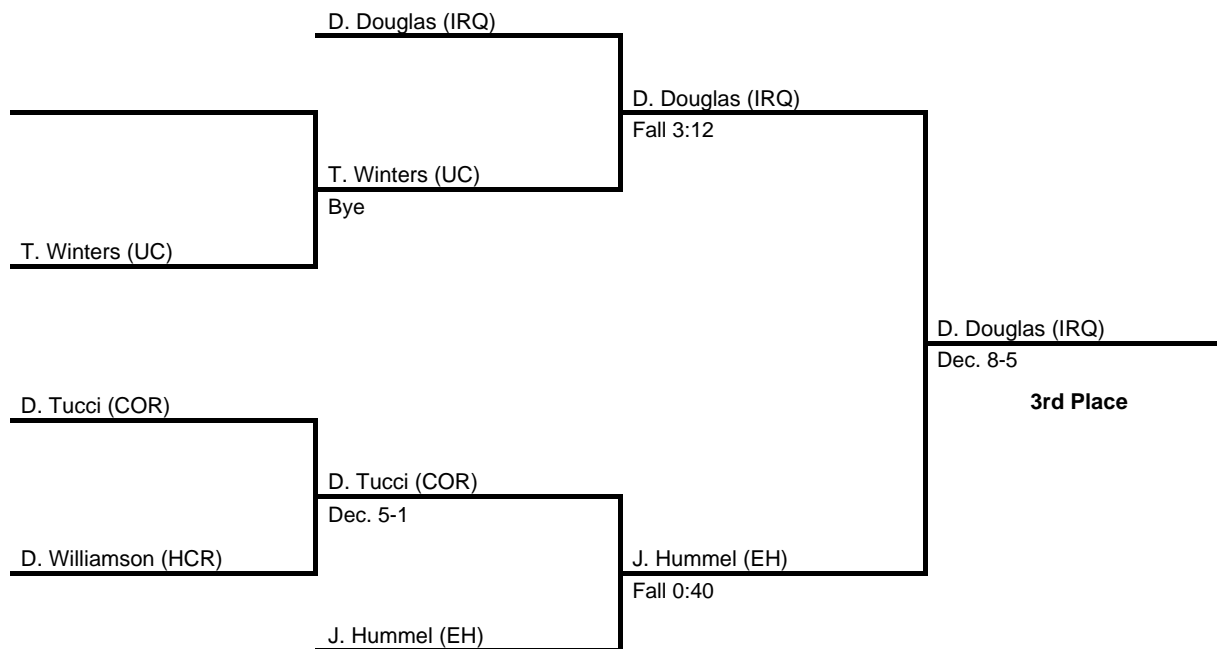 D. Douglas (IRQ)
D. Douglas (IRQ)
Fall 3:12
T. Winters (UC)
Bye
T. Winters (UC)
D. Douglas (IRQ)
Dec. 8-5
3rd Place
D. Tucci (COR)
D. Tucci (COR)
Dec. 5-1
D. Williamson (HCR)
J. Hummel (EH)
Fall 0:40
J. Hummel (EH)